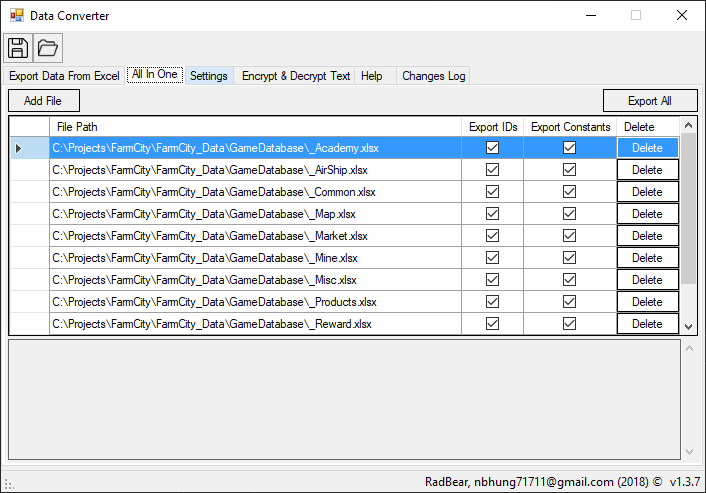 Data Converter
Export Data From Excel All In One Settings Encrypt & Decrypt Text Help Changes Log
Add File Export All
File Path Export IDs Export Constants Delete
C:\Projects\FarmCity\FarmCity_Data\GameDatabase\_Academy.xlsx Delete
C:\Projects\FarmCity\FarmCity_Data\GameDatabase\_AirShip.xlsx Delete
C:\Projects\FarmCity\FarmCity_Data\GameDatabase\_Common.xlsx Delete
C:\Projects\FarmCity\FarmCity_Data\GameDatabase\_Map.xlsx Delete
C:\Projects\FarmCity\FarmCity_Data\GameDatabase\_Market.xlsx Delete
C:\Projects\FarmCity\FarmCity_Data\GameDatabase\_Mine.xlsx Delete
C:\Projects\FarmCity\FarmCity_Data\GameDatabase\_Misc.xlsx Delete
C:\Projects\FarmCity\FarmCity_Data\GameDatabase\_Products.xlsx Delete
C:\Projects\FarmCity\FarmCity_Data\GameDatabase\_Reward.xlsx Delete
RadBear, nbhung71711@gmail.com (2018) © v1.3.7